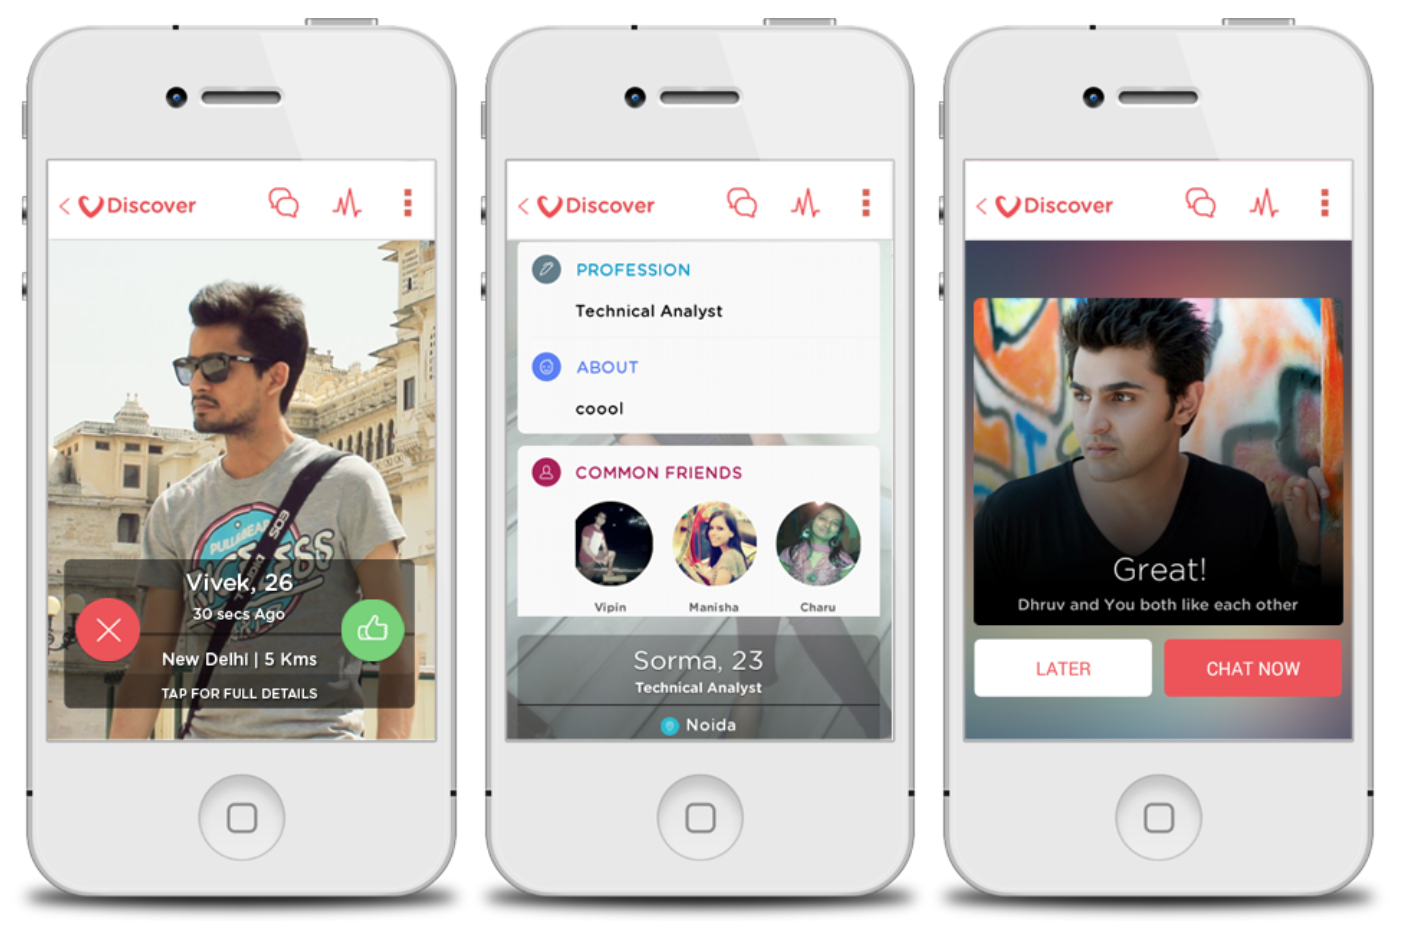 Discover
Vivek, 26
30 secs Ago
New Delhi | 5 Kms
TAP FOR FULL DETAILS
Discover
PROFESSION
Technical Analyst
ABOUT
coool
COMMON FRIENDS
Vipin Manisha Charu
Sorma, 23
Technical Analyst
Noida
Discover
Great!
Dhruv and You both like each other
LATER CHAT NOW